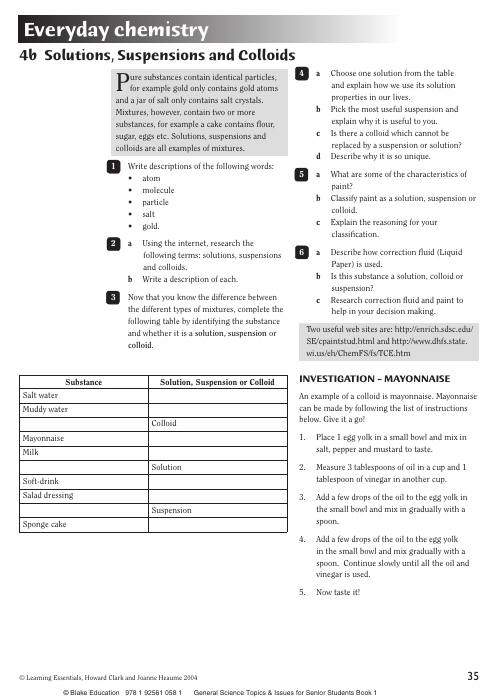 Everyday chemistry
4b Solutions, Suspensions and Colloids
Pure substances contain identical particles,
for example gold only contains gold atoms
and a jar of salt only contains salt crystals.
Mixtures, however, contain two or more
substances, for example a cake contains flour,
sugar, eggs etc. Solutions, suspensions and
colloids are all examples of mixtures.
1 Write descriptions of the following words:
• atom
• molecule
• particle
• salt
• gold.
2 a Using the internet, research the
following terms: solutions, suspensions
and colloids.
b Write a description of each.
3 Now that you know the difference between
the different types of mixtures, complete the
following table by identifying the substance
and whether it is a solution, suspension or
colloid.
Substance Solution, Suspension or Colloid
Salt water
Muddy water
Colloid
Mayonnaise
Milk
Solution
Soft-drink
Salad dressing
Suspension
Sponge cake
4 a Choose one solution from the table
and explain how we use its solution
properties in our lives.
b Pick the most useful suspension and
explain why it is useful to you.
c Is there a colloid which cannot be
replaced by a suspension or solution?
d Describe why it is so unique.
5 a What are some of the characteristics of
paint?
b Classify paint as a solution, suspension or
colloid.
c Explain the reasoning for your
classification.
6 a Describe how correction fluid (Liquid
Paper) is used.
b Is this substance a solution, colloid or
suspension?
c Research correction fluid and paint to
help in your decision making.
Two useful web sites are: http://enrich.sdsc.edu/
SE/cpaintstud.html and http://www.dhfs.state.
wi.us/eh/ChemFS/fs/TCE.htm
INVESTIGATION – MAYONNAISE
An example of a colloid is mayonnaise. Mayonnaise
can be made by following the list of instructions
below. Give it a go!
1. Place 1 egg yolk in a small bowl and mix in
salt, pepper and mustard to taste.
2. Measure 3 tablespoons of oil in a cup and 1
tablespoon of vinegar in another cup.
3. Add a few drops of the oil to the egg yolk in
the small bowl and mix in gradually with a
spoon.
4. Add a few drops of the oil to the egg yolk
in the small bowl and mix gradually with a
spoon. Continue slowly until all the oil and
vinegar is used.
5. Now taste it!
© Learning Essentials, Howard Clark and Joanne Heaume 2004
35
© Blake Education 978 1 92561 058 1 General Science Topics & Issues for Senior Students Book 1